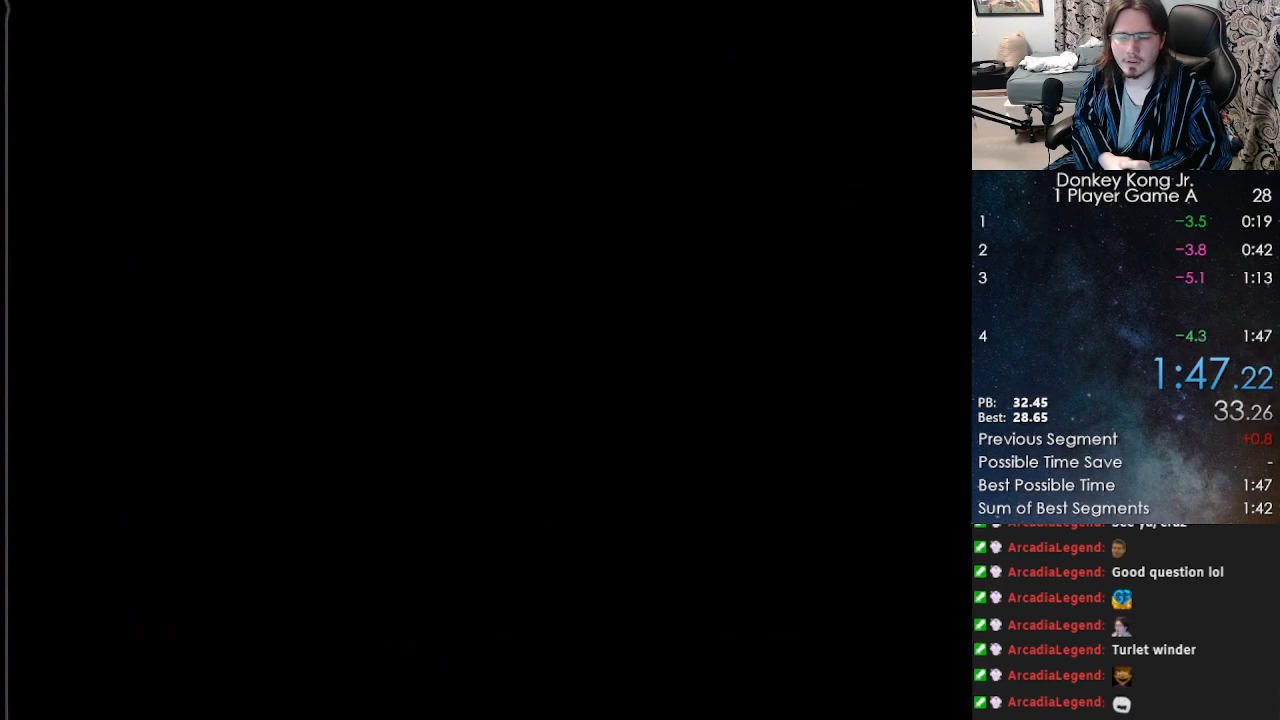 Donkey Kong Jr.
1 Player Game A 28
1 -3.5 0:19
2 -3.8 0:42
3 -5.1 1:13
4 -4.3 1:47
1:47.22
PB: 32.45
33.26
Best: 28.65
Previous Segment +0.8
Possible Time Save -
Best Possible Time 1:47
Sum of Best Segments 1:42
ArcadiaLegend:
ArcadiaLegend: Good question lol
ArcadiaLegend:
ArcadiaLegend:
ArcadiaLegend: Turlet winder
ArcadiaLegend:
ArcadiaLegend: